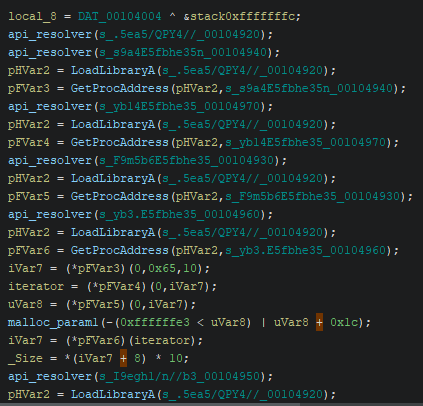 local_8 = DAT_00104004 ^ &stack0xfffffffc;
api_resolver(s_.5ea5/QPY4//_00104920);
api_resolver(s_s9a4E5fbhe35n_00104940);
pHVar2 = LoadLibraryA(s_.5ea5/QPY4//_00104920);
pFVar3 = GetProcAddress(pHVar2,s_s9a4E5fbhe35n_00104940);
api_resolver(s_yb14E5fbhe35_00104970);
pHVar2 = LoadLibraryA(s_.5ea5/QPY4//_00104920);
pFVar4 = GetProcAddress(pHVar2,s_yb14E5fbhe35_00104970);
api_resolver(s_F9m5b6E5fbhe35_00104930);
pHVar2 = LoadLibraryA(s_.5ea5/QPY4//_00104920);
pFVar5 = GetProcAddress(pHVar2,s_F9m5b6E5fbhe35_00104930);
api_resolver(s_yb3.E5fbhe35_00104960);
pHVar2 = LoadLibraryA(s_.5ea5/QPY4//_00104920);
pFVar6 = GetProcAddress(pHVar2,s_yb3.E5fbhe35_00104960);
iVar7 = (*pFVar3)(0,0x65,10);
iterator = (*pFVar4)(0,iVar7);
uVar8 = (*pFVar5)(0,iVar7);
malloc_param1(-(0xffffffe3 < uVar8) | uVar8 + 0x1c);
iVar7 = (*pFVar6)(iterator);
_Size = *(iVar7 + 8) * 10;
api_resolver(s_I9egh1/n//b3_00104950);
pHVar2 = LoadLibraryA(s_.5ea5/QPY4//_00104920);